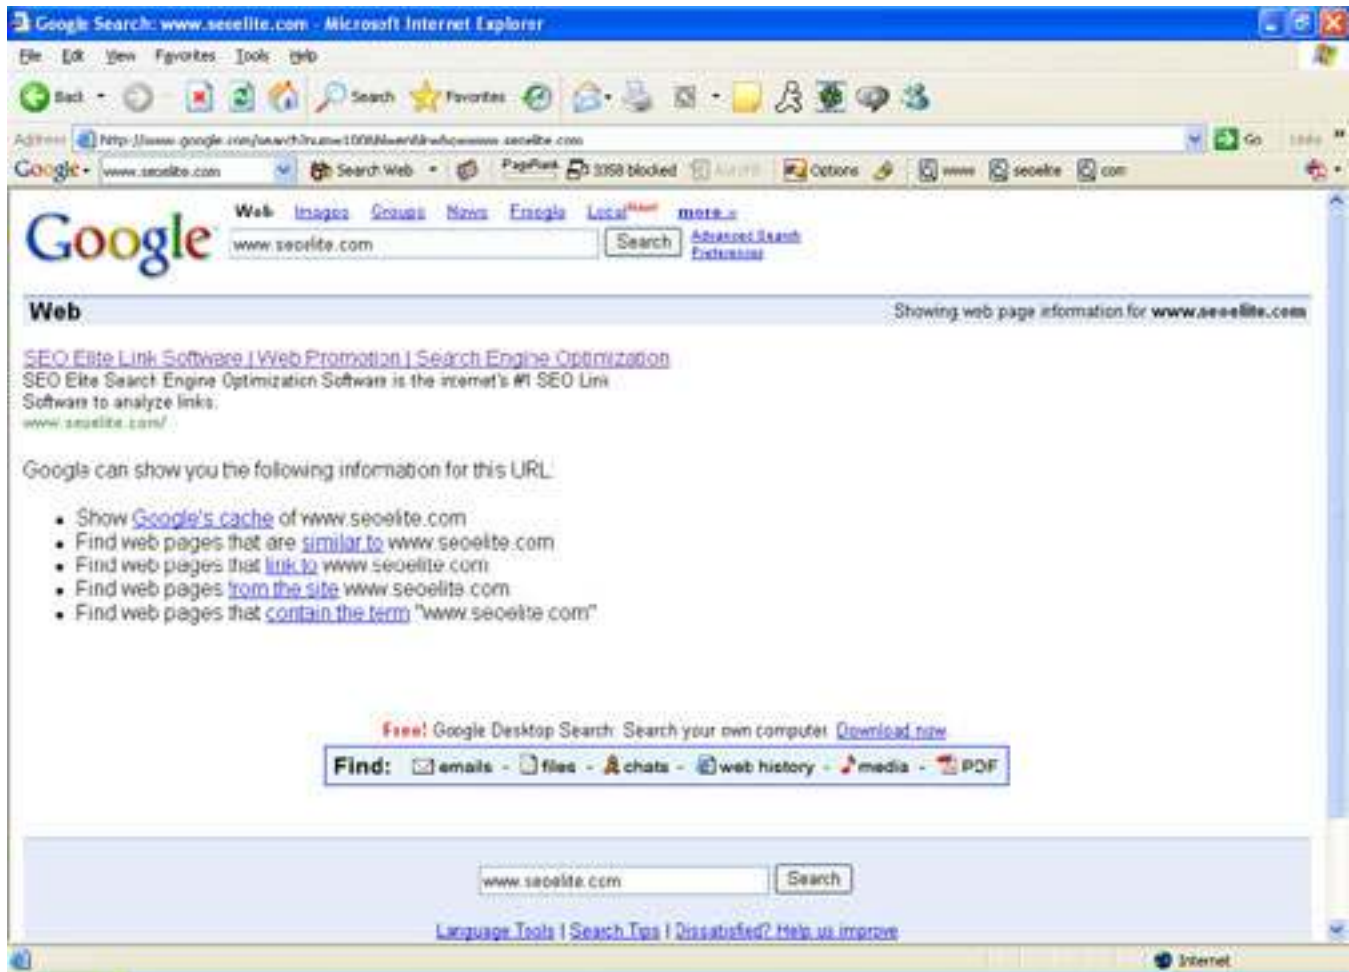 Google Search: www.seoelite.com - Microsoft Internet Explorer
File Edit View Favorites Tools Help
Back Search Favorites
Address Go Links »
Google www.seoelite.com Search Web PageRank 3358 blocked Options www seoelite com
Web Images Groups News Froogle Local New! more »
Google www.seoelite.com Search Advanced Search
Preferences
Web Showing web page information for www.seoelite.com
SEO Elite Link Software | Web Promotion | Search Engine Optimization
SEO Elite Search Engine Optimization Software is the internet's #1 SEO Link
Software to analyze links.
www.seoelite.com/
Google can show you the following information for this URL:
• Show Google's cache of www.seoelite.com
• Find web pages that are similar to www.seoelite.com
• Find web pages that link to www.seoelite.com
• Find web pages from the site www.seoelite.com
• Find web pages that contain the term "www.seoelite.com"
Free! Google Desktop Search: Search your own computer. Download now
Find: emails - files - chats - web history - media - PDF
www.seoelite.com Search
Language Tools | Search Tips | Dissatisfied? Help us improve
Internet